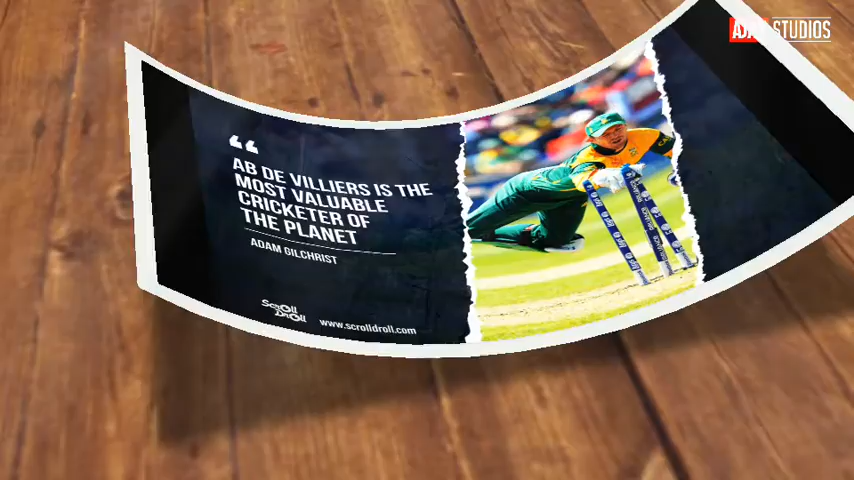 ADAM STUDIOS
“
AB DE VILLIERS IS THE
MOST VALUABLE
CRICKETER OF
THE PLANET
ADAM GILCHRIST
ScrOll
DrOll
www.scrolldroll.com